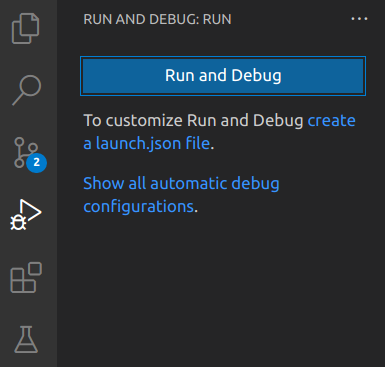 RUN AND DEBUG: RUN
Run and Debug
To customize Run and Debug create
a launch.json file.
Show all automatic debug
configurations.
2